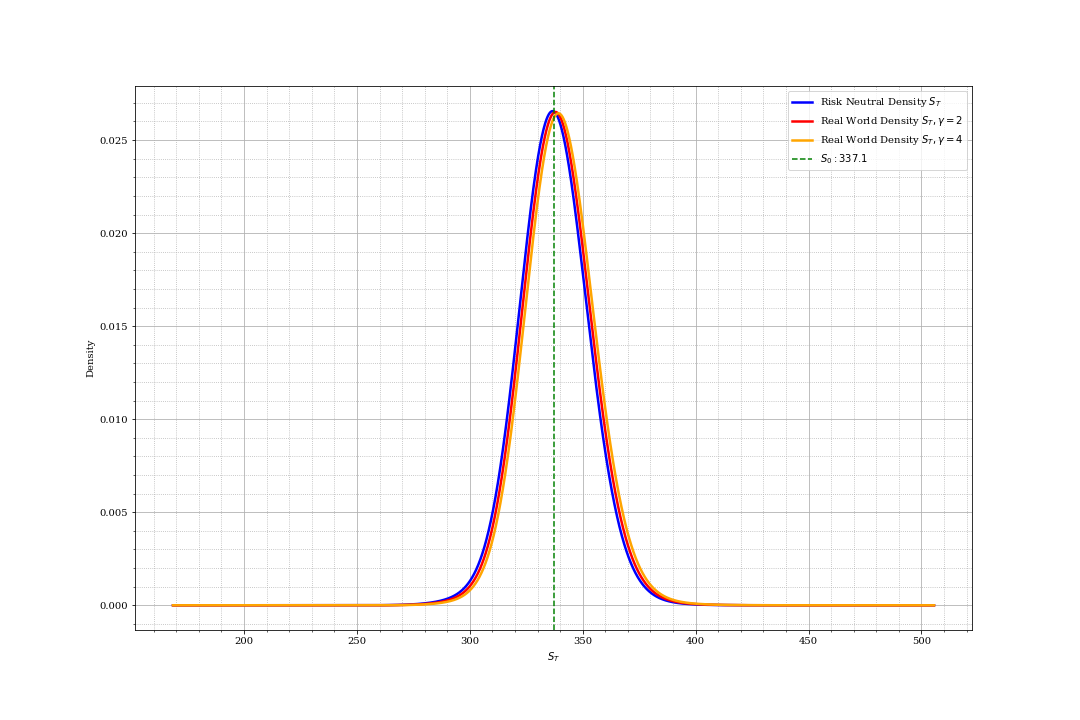 Risk Neutral Density $S_T$
Real World Density $S_T, γ = 2$
Real World Density $S_T, γ = 4$
$S_0 : 337.1$
0.025
0.020
0.015
0.010
0.005
0.000
Density
200 250 300 350 400 450 500
$S_T$